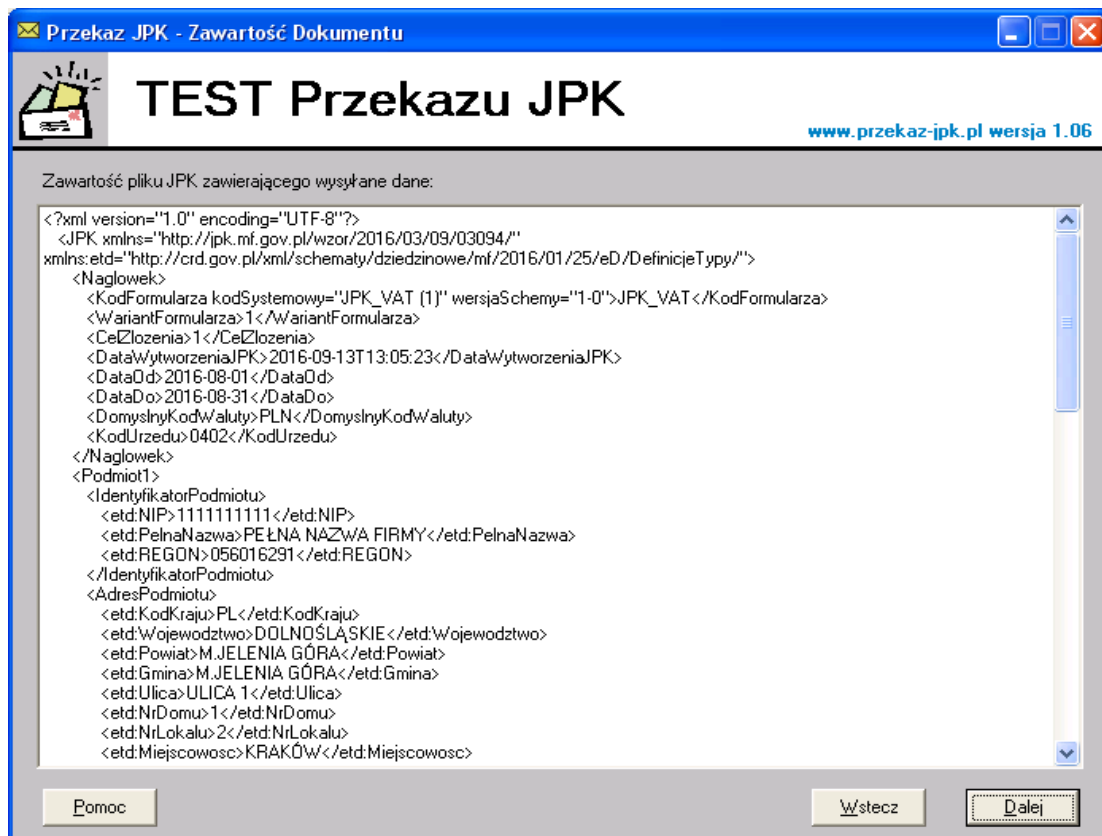 Przekaz JPK - Zawartość Dokumentu
TEST Przekazu JPK
www.przekaz-jpk.pl wersja 1.06
Zawartość pliku JPK zawierającego wysyłane dane:
<?xml version="1.0" encoding="UTF-8"?>
<JPK xmlns="http://jpk.mf.gov.pl/wzor/2016/03/09/03094/"
xmlns:etd="http://crd.gov.pl/xml/schematy/dziedzinowe/mf/2016/01/25/eD/DefinicjeTypy/">
<Naglowek>
<KodFormularza kodSystemowy="JPK_VAT (1)" wersjaSchemy="1-0">JPK_VAT</KodFormularza>
<WariantFormularza>1</WariantFormularza>
<CelZlozenia>1</CelZlozenia>
<DataWytworzeniaJPK>2016-09-13T13:05:23</DataWytworzeniaJPK>
<DataOd>2016-08-01</DataOd>
<DataDo>2016-08-31</DataDo>
<DomyslnyKodWaluty>PLN</DomyslnyKodWaluty>
<KodUrzedu>0402</KodUrzedu>
</Naglowek>
<Podmiot1>
<IdentyfikatorPodmiotu>
<etd:NIP>1111111111</etd:NIP>
<etd:PelnaNazwa>PEŁNA NAZWA FIRMY</etd:PelnaNazwa>
<etd:REGON>056016291</etd:REGON>
</IdentyfikatorPodmiotu>
<AdresPodmiotu>
<etd:KodKraju>PL</etd:KodKraju>
<etd:Wojewodztwo>DOLNOŚLĄSKIE</etd:Wojewodztwo>
<etd:Powiat>M.JELENIA GÓRA</etd:Powiat>
<etd:Gmina>M.JELENIA GÓRA</etd:Gmina>
<etd:Ulica>ULICA 1</etd:Ulica>
<etd:NrDomu>1</etd:NrDomu>
<etd:NrLokalu>2</etd:NrLokalu>
<etd:Miejscowosc>KRAKÓW</etd:Miejscowosc>
Pomoc
Wstecz
Dalej